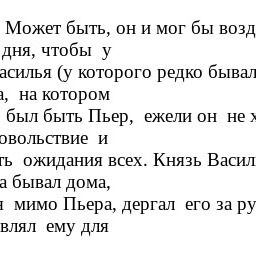 Может быть, он и мог бы возд
дня, чтобы у
асилья (у которого редко бывал
а, на котором
был быть Пьер, ежели он не х
овольствие и
ть ожидания всех. Князь Васил
а бывал дома,
я мимо Пьера, дергал его за ру
влял ему для